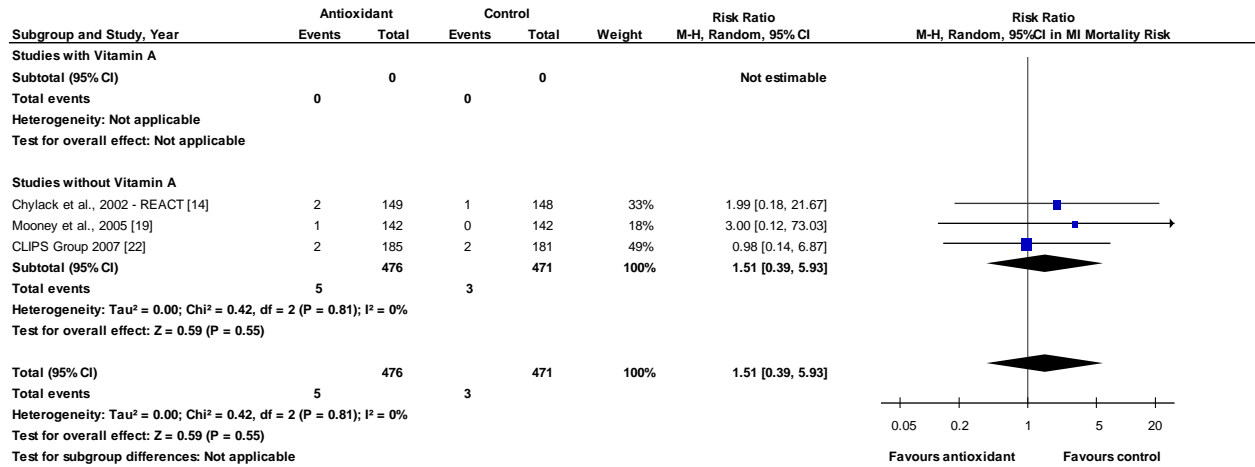 Antioxidant Control Risk Ratio Risk Ratio
Subgroup and Study, Year Events Total Events Total Weight M-H, Random, 95% CI M-H, Random, 95%CI in MI Mortality Risk
Studies with Vitamin A
Subtotal (95% CI) 0 0 Not estimable
Total events 0 0
Heterogeneity: Not applicable
Test for overall effect: Not applicable
Studies without Vitamin A
Chylack et al., 2002 - REACT [14] 2 149 1 148 33% 1.99 [0.18, 21.67]
Mooney et al., 2005 [19] 1 142 0 142 18% 3.00 [0.12, 73.03]
CLIPS Group 2007 [22] 2 185 2 181 49% 0.98 [0.14, 6.87]
Subtotal (95% CI) 476 471 100% 1.51 [0.39, 5.93]
Total events 5 3
Heterogeneity: Tau² = 0.00; Chi² = 0.42, df = 2 (P = 0.81); I² = 0%
Test for overall effect: Z = 0.59 (P = 0.55)
Total (95% CI) 476 471 100% 1.51 [0.39, 5.93]
Total events 5 3
Heterogeneity: Tau² = 0.00; Chi² = 0.42, df = 2 (P = 0.81); I² = 0%
Test for overall effect: Z = 0.59 (P = 0.55)
Test for subgroup differences: Not applicable
0.05 0.2 1 5 20
Favours antioxidant Favours control